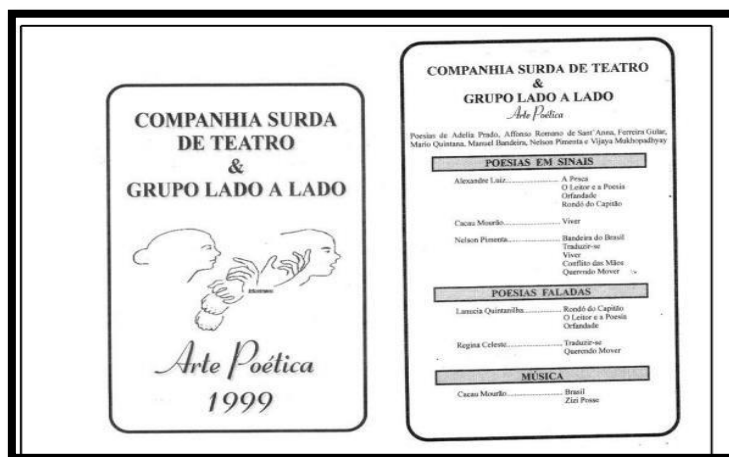 COMPANHIA SURDA
DE TEATRO
&
GRUPO LADO A LADO
Arte Poética
1999
COMPANHIA SURDA DE TEATRO
&
GRUPO LADO A LADO
Arte Poética
Poesias de Adelia Prado, Affonso Romano de Sant'Anna, Ferreira Gular,
Mario Quintana, Manuel Bandeira, Nelson Pimenta e Vijaya Mukhopadhyay
POESIAS EM SINAIS
Alexandre Luiz.................... A Pesca
O Leitor e a Poesia
Orfandade
Rondó do Capitão
Cacau Mourão.................... Viver
Nelson Pimenta.................... Bandeira do Brasil
Traduzir-se
Viver
Conflito das Mãos
Querendo Mover
POESIAS FALADAS
Lanucia Quintanilha.................... Rondó do Capitão
O Leitor e a Poesia
Orfandade
Regina Celeste.................... Traduzir-se
Querendo Mover
MÚSICA
Cacau Mourão.................... Brasil
Zizi Posse